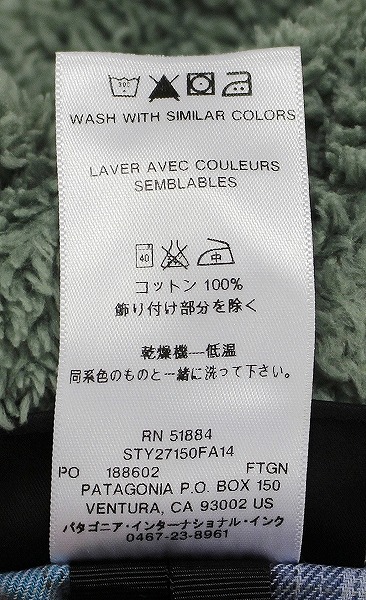 WASH WITH SIMILAR COLORS
LAVER AVEC COULEURS
SEMBLABLES
40
中
コットン 100%
飾り付け部分を除く
乾燥機—低温
同系色のものと一緒に洗って下さい。
RN 51884
STY27150FA14
PO 188602 FTGN
PATAGONIA P.O. BOX 150
VENTURA, CA 93002 US
パタゴニア・インターナショナル・インク
0467-23-8961